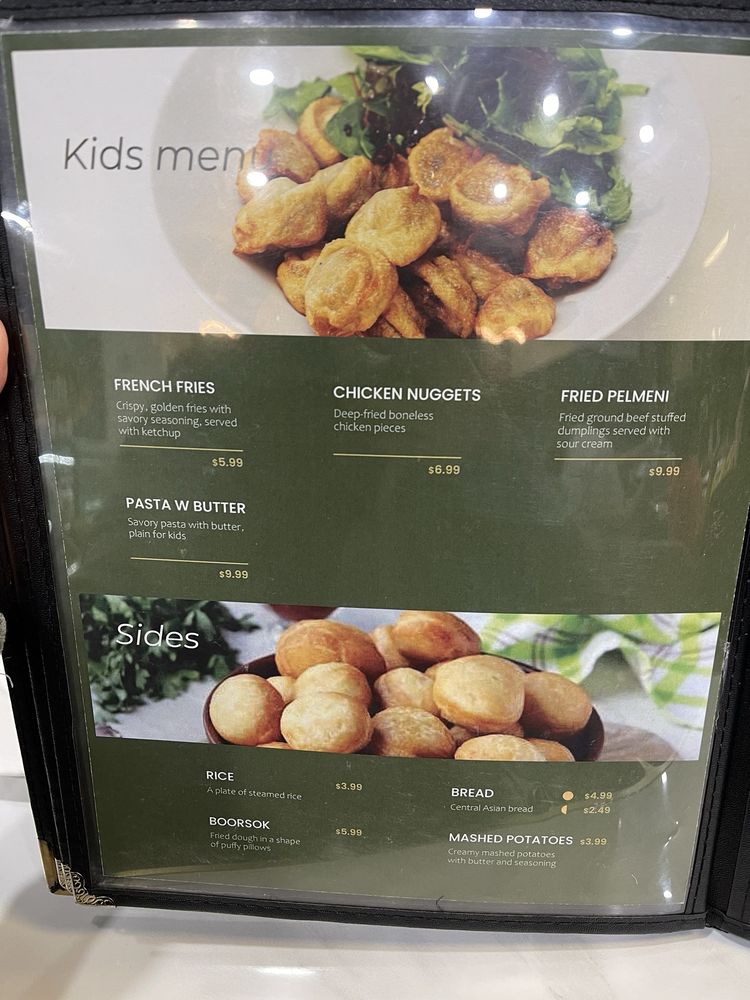 Kids menu
FRENCH FRIES
Crispy, golden fries with
savory seasoning, served
with ketchup
$5.99
CHICKEN NUGGETS
Deep-fried boneless
chicken pieces
$6.99
FRIED PELMENI
Fried ground beef stuffed
dumplings served with
sour cream
$9.99
PASTA W BUTTER
Savory pasta with butter,
plain for kids
$9.99
Sides
RICE $3.99
A plate of steamed rice
BOORSOK $5.99
Fried dough in a shape
of puffy pillows
BREAD $4.99
Central Asian bread $2.49
MASHED POTATOES $3.99
Creamy mashed potatoes
with butter and seasoning